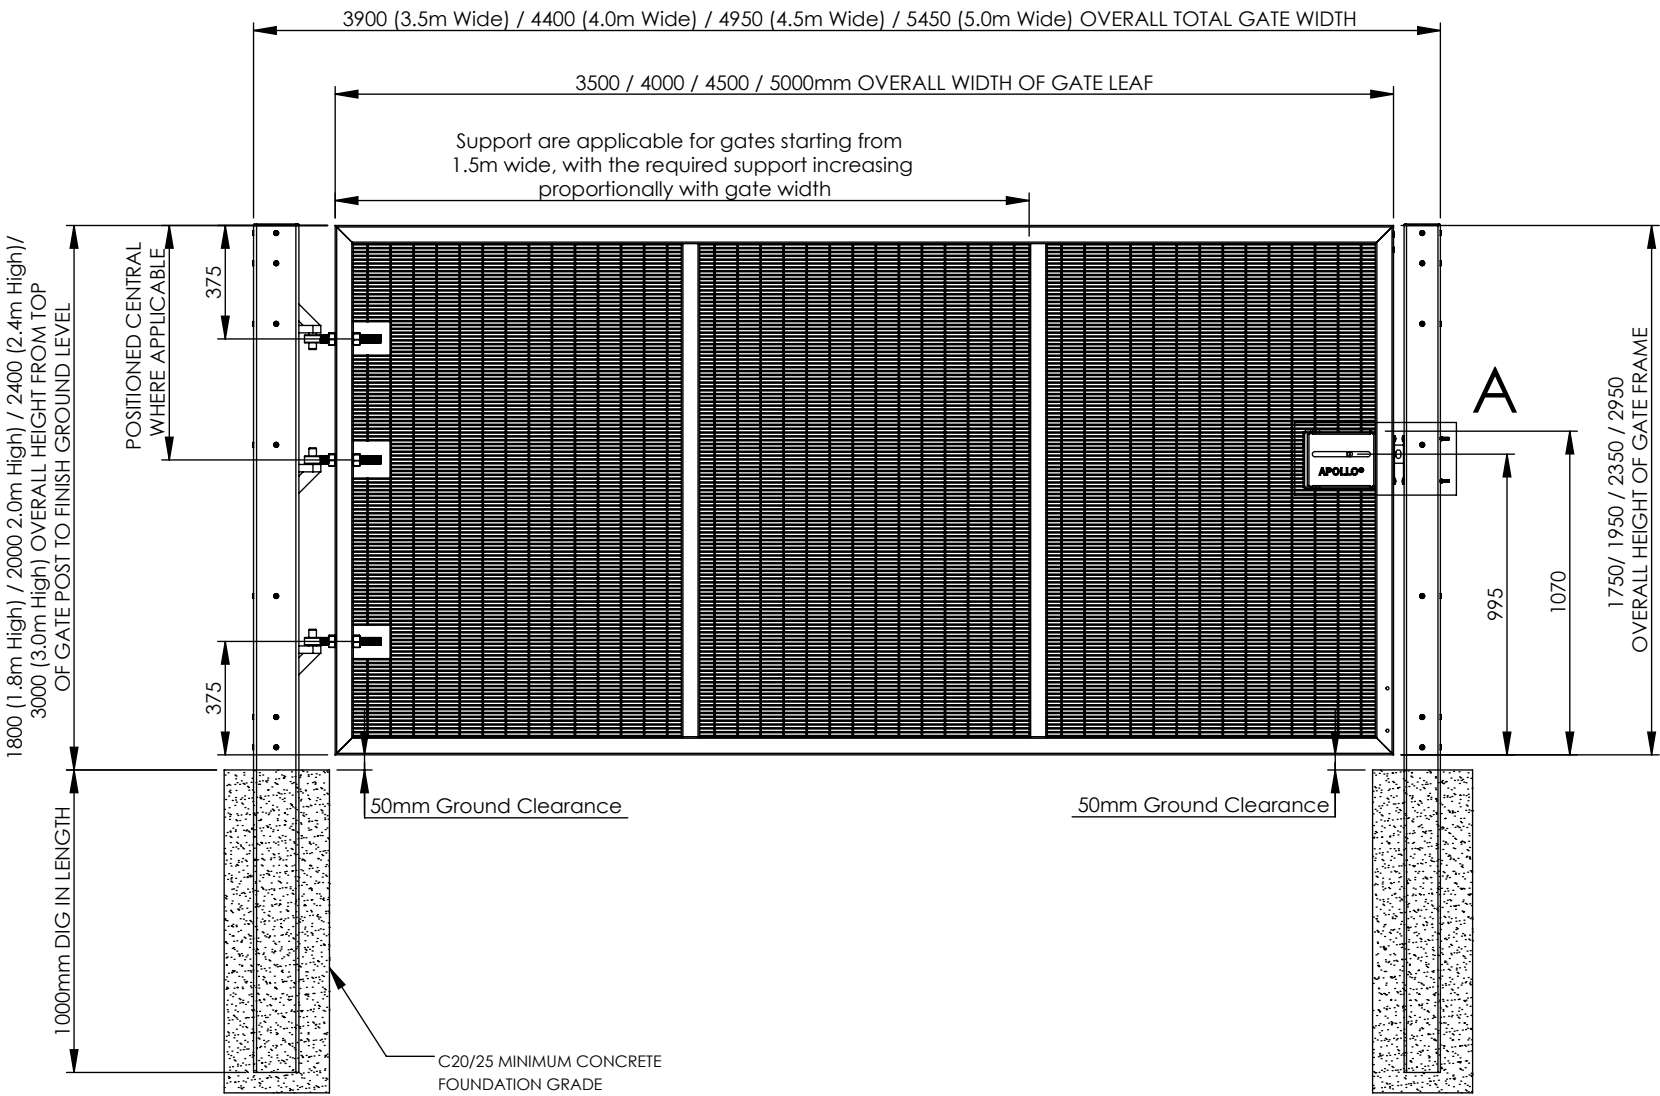 3900 (3.5m Wide) / 4400 (4.0m Wide) / 4950 (4.5m Wide) / 5450 (5.0m Wide) OVERALL TOTAL GATE WIDTH
3500 / 4000 / 4500 / 5000mm OVERALL WIDTH OF GATE LEAF
Support are applicable for gates starting from
1.5m wide, with the required support increasing
proportionally with gate width
1800 (1.8m High) / 2000 2.0m High) / 2400 (2.4m High)/
3000 (3.0m High) OVERALL HEIGHT FROM TOP
OF GATE POST TO FINISH GROUND LEVEL
POSITIONED CENTRAL
WHERE APPLICABLE
375
375
A
APOLLO®
995
1070
1750/ 1950 / 2350 / 2950
OVERALL HEIGHT OF GATE FRAME
50mm Ground Clearance
50mm Ground Clearance
1000mm DIG IN LENGTH
C20/25 MINIMUM CONCRETE
FOUNDATION GRADE